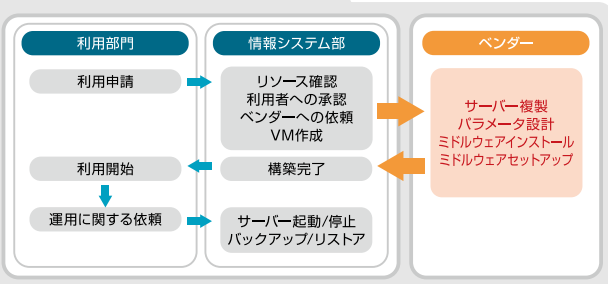 利用部門
情報システム部
ベンダー
利用申請
リソース確認
利用者への承認
ベンダーへの依頼
VM作成
サーバー複製
パラメータ設計
ミドルウェアインストール
ミドルウェアセットアップ
利用開始
構築完了
運用に関する依頼
サーバー起動/停止
バックアップ/リストア